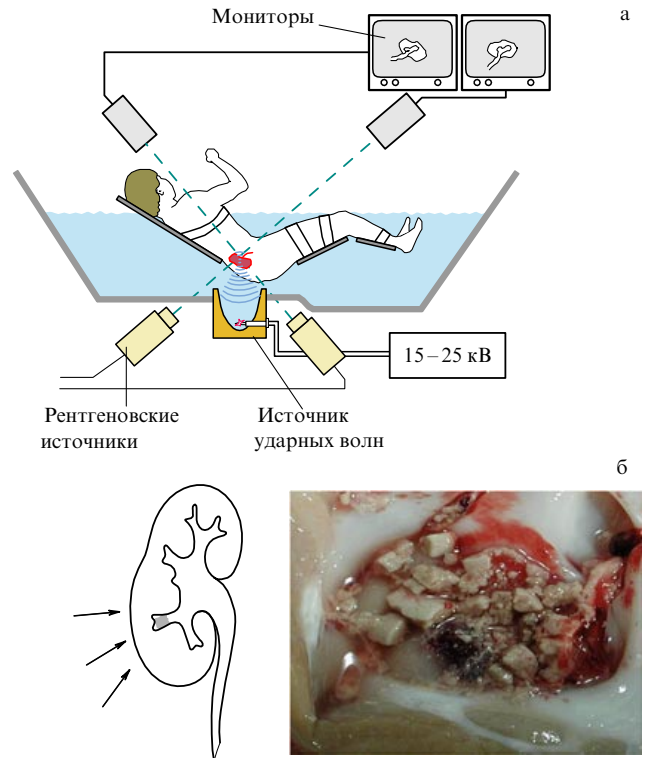 Мониторы
а
15–25 кВ
Рентгеновские
источники
Источник
ударных волн
б